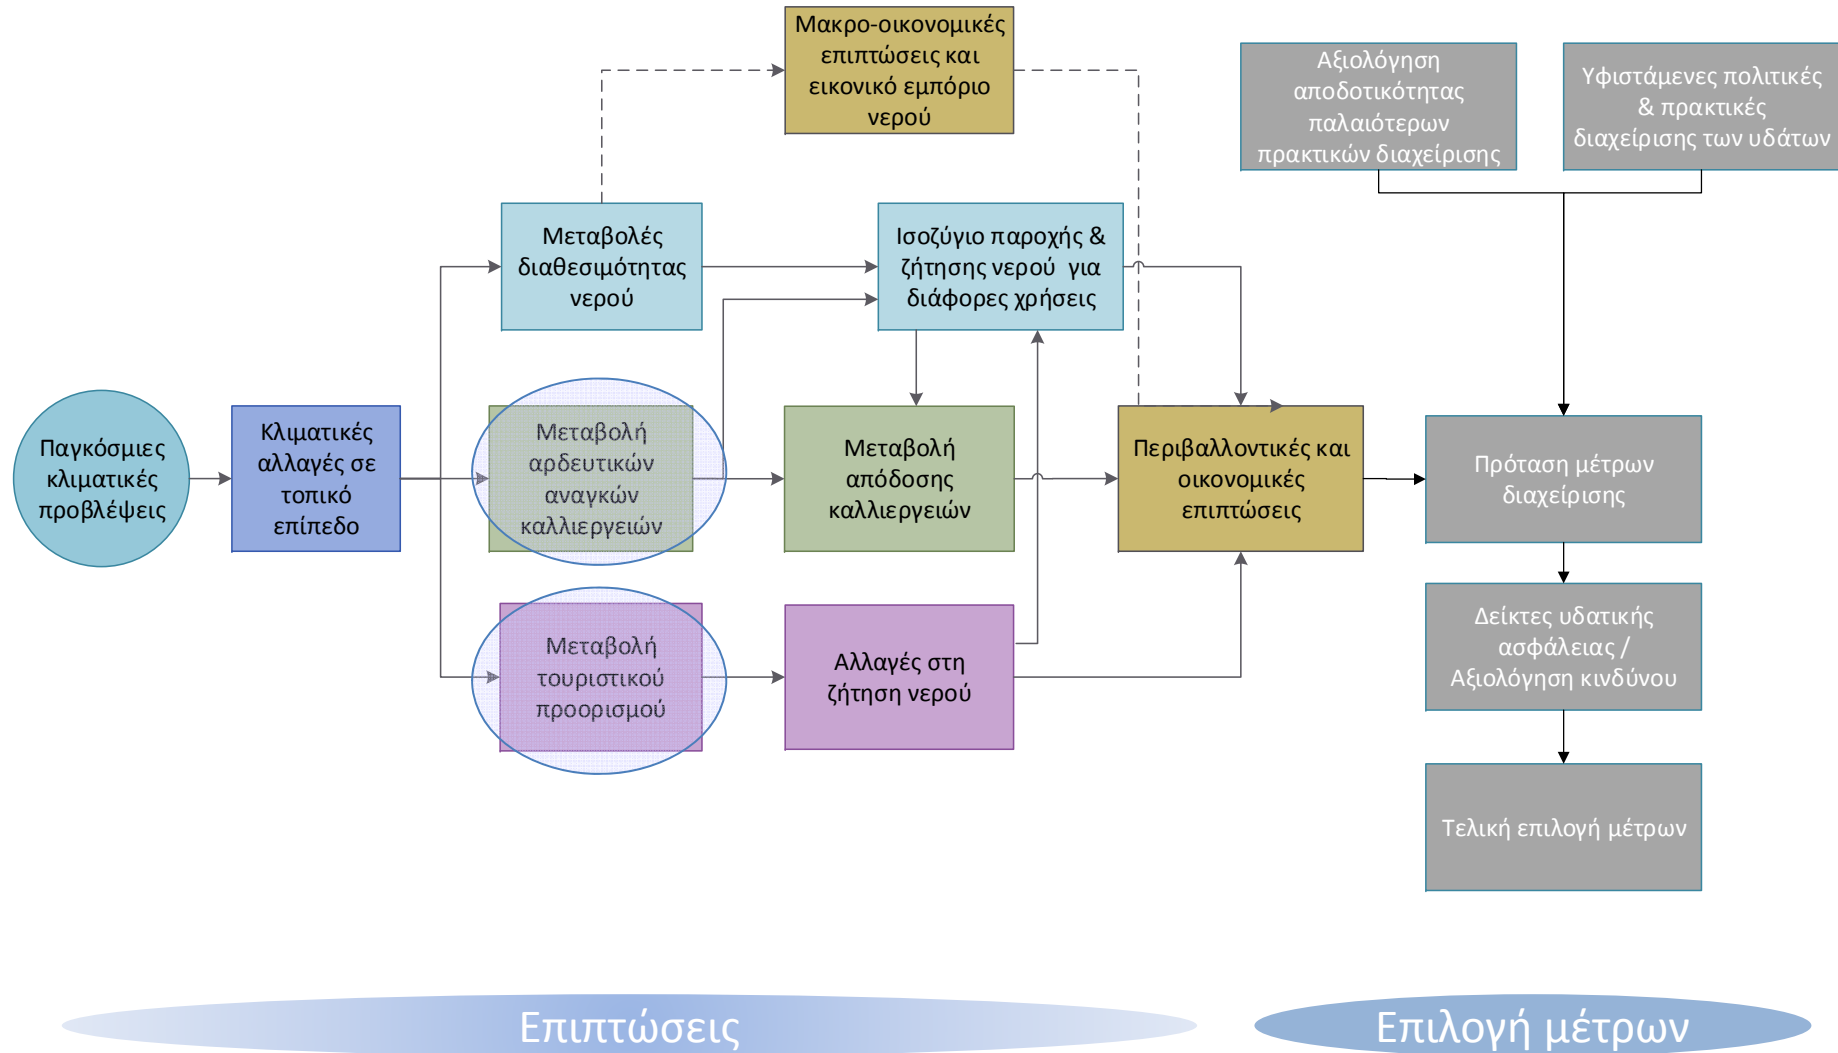 Μακρο-οικονομικές
επιπτώσεις και
εικονικό εμπόριο
νερού
Αξιολόγηση
αποδοτικότητας
παλαιότερων
πρακτικών διαχείρισης
Υφιστάμενες πολιτικές
& πρακτικές
διαχείρισης των υδάτων
Μεταβολές
διαθεσιμότητας
νερού
Ισοζύγιο παροχής &
ζήτησης νερού για
διάφορες χρήσεις
Παγκόσμιες
κλιματικές
προβλέψεις
Κλιματικές
αλλαγές σε
τοπικό
επίπεδο
Μεταβολή
αρδευτικών
αναγκών
καλλιεργειών
Μεταβολή
απόδοσης
καλλιεργειών
Περιβαλλοντικές και
οικονομικές
επιπτώσεις
Πρόταση μέτρων
διαχείρισης
Μεταβολή
τουριστικού
προορισμού
Αλλαγές στη
ζήτηση νερού
Δείκτες υδατικής
ασφάλειας /
Αξιολόγηση κινδύνου
Τελική επιλογή μέτρων
Επιπτώσεις
Επιλογή μέτρων